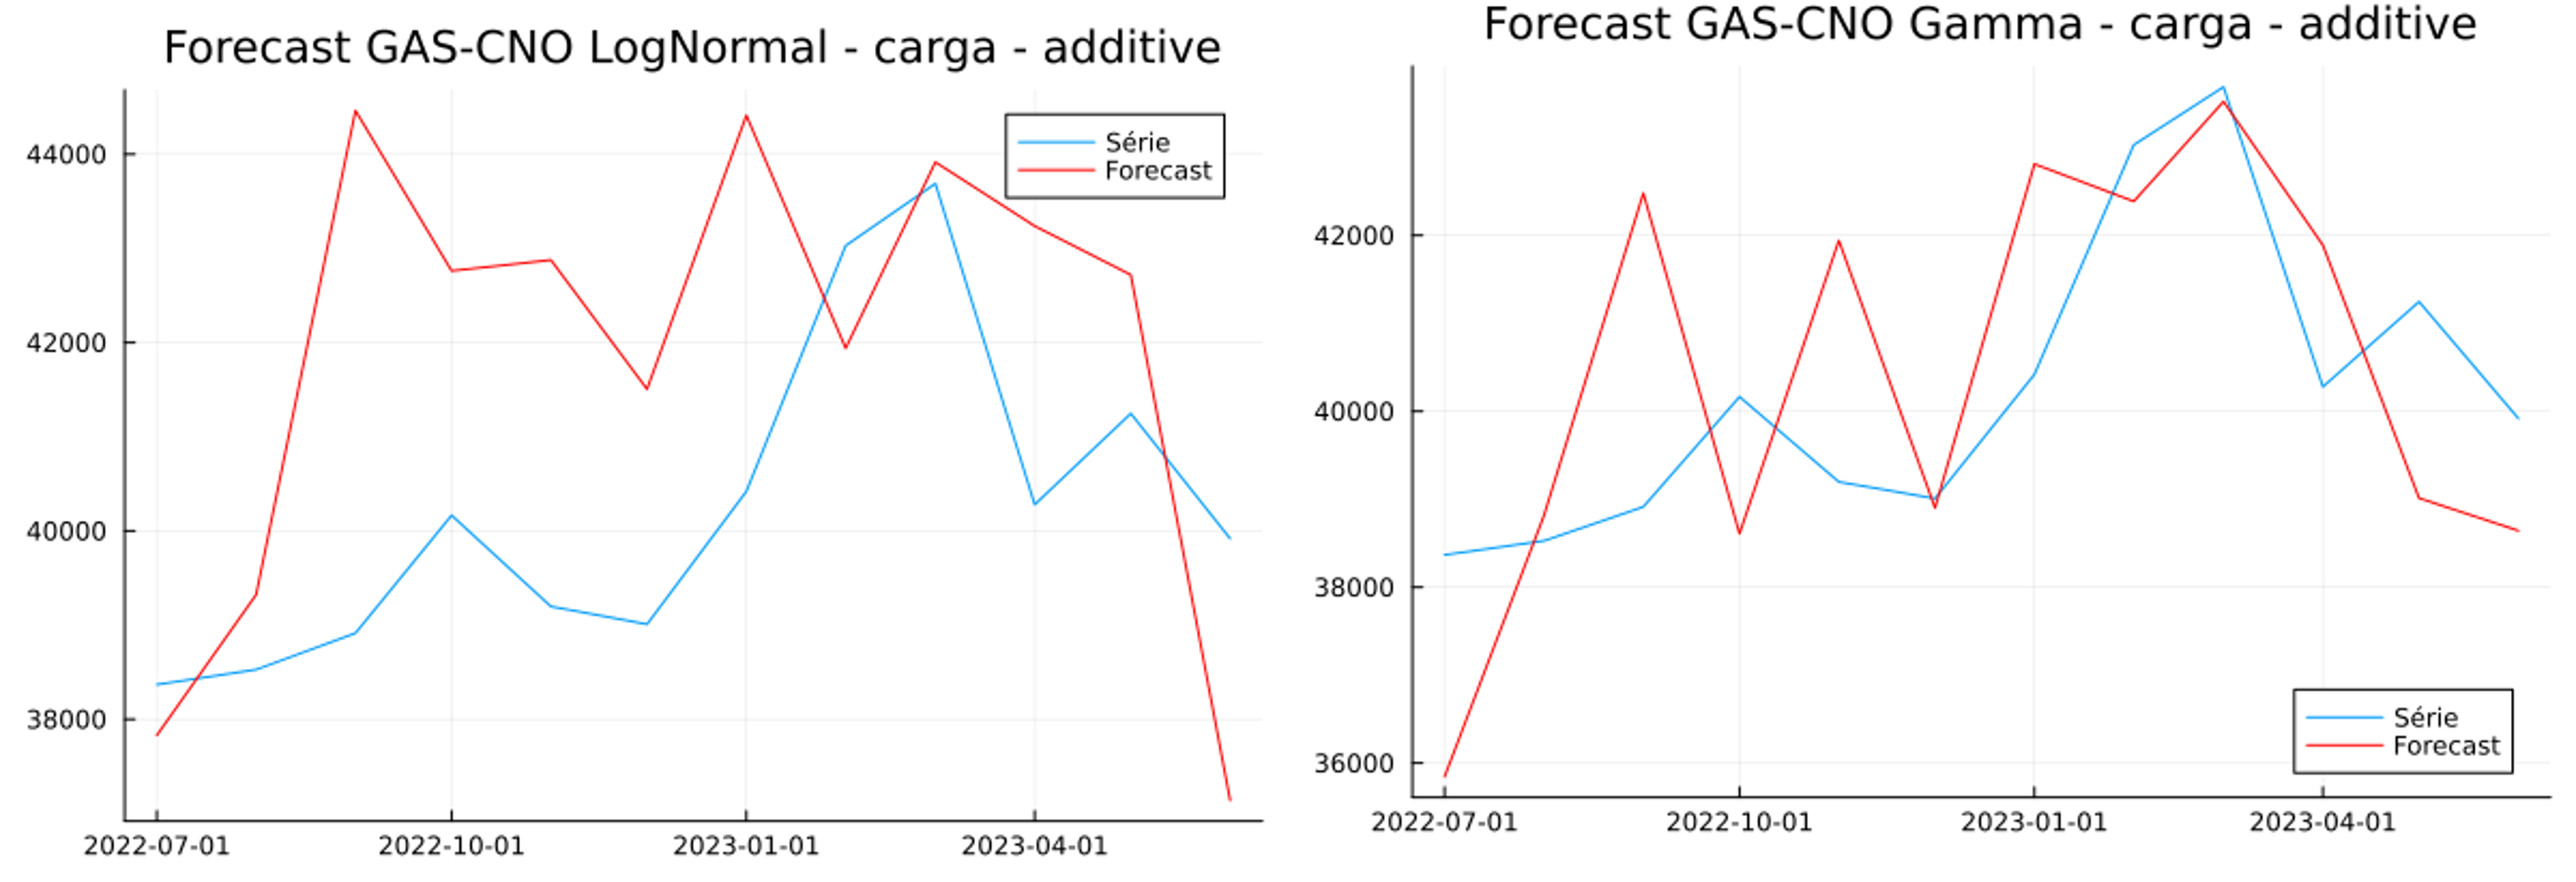 Forecast GAS-CNO LogNormal - carga - additive
44000
42000
40000
38000
2022-07-01
2022-10-01
2023-01-01
2023-04-01
Série
Forecast
Forecast GAS-CNO Gamma - carga - additive
42000
40000
38000
36000
2022-07-01
2022-10-01
2023-01-01
2023-04-01
Série
Forecast